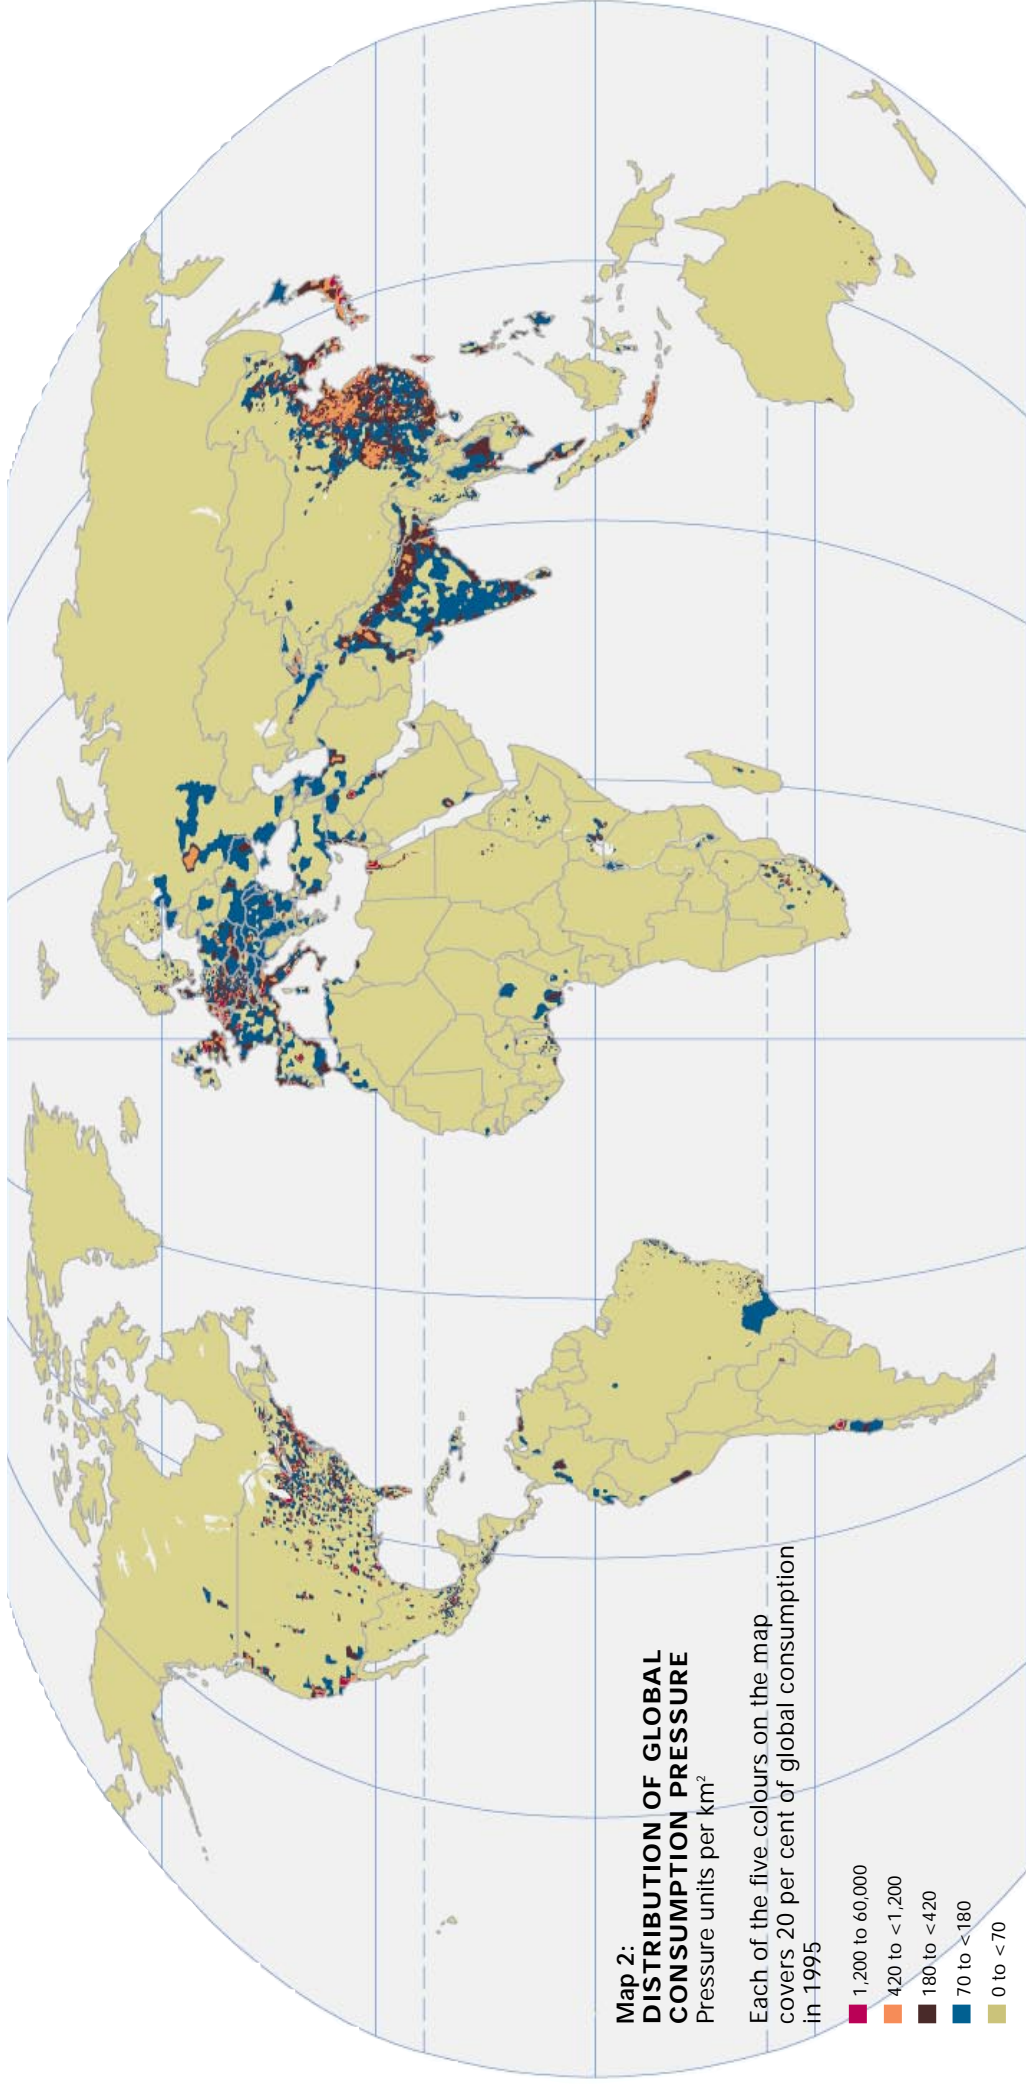 Map 2:
DISTRIBUTION OF GLOBAL
CONSUMPTION PRESSURE
Pressure units per km²
Each of the five colours on the map
covers 20 per cent of global consumption
in 1995
1,200 to 60,000
420 to <1,200
180 to <420
70 to <180
0 to <70